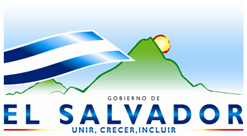 GOBIERNO DE
EL SALVADOR
UNIR, CRECER, INCLUIR